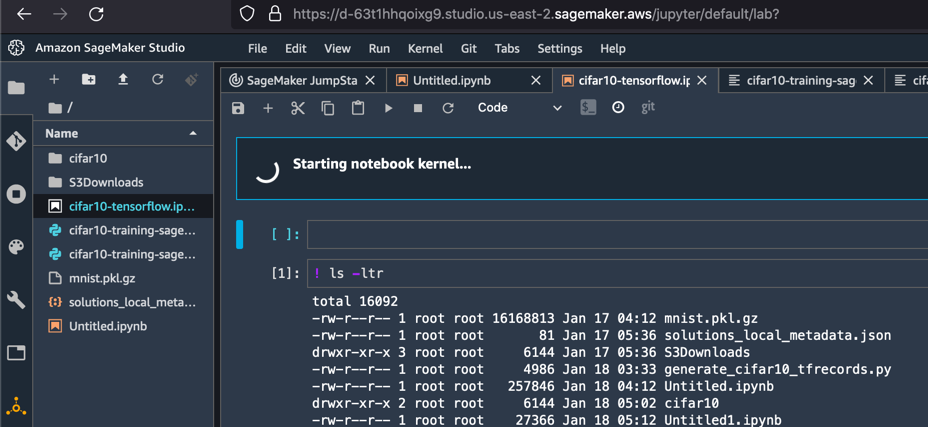 https://d-63t1hhqoixg9.studio.us-east-2.sagemaker.aws/jupyter/default/lab?
Amazon SageMaker Studio File Edit View Run Kernel Git Tabs Settings Help
SageMaker JumpSta Untitled.ipynb cifar10-tensorflow.ip cifar10-training-sag
Code git
/
Name
cifar10
S3Downloads
cifar10-tensorflow.ip...
cifar10-training-sage...
cifar10-training-sage...
mnist.pkl.gz
solutions_local_meta...
Untitled.ipynb
Starting notebook kernel...
[ ]:
[1]: ! ls -ltr
total 16092
-rw-r--r-- 1 root root 16168813 Jan 17 04:12 mnist.pkl.gz
-rw-r--r-- 1 root root 81 Jan 17 05:36 solutions_local_metadata.json
drwxr-xr-x 3 root root 6144 Jan 17 05:36 S3Downloads
-rw-r--r-- 1 root root 4986 Jan 18 03:33 generate_cifar10_tfrecords.py
-rw-r--r-- 1 root root 257846 Jan 18 04:12 Untitled.ipynb
drwxr-xr-x 2 root root 6144 Jan 18 05:02 cifar10
-rw-r--r-- 1 root root 27366 Jan 18 05:12 Untitled1.ipynb